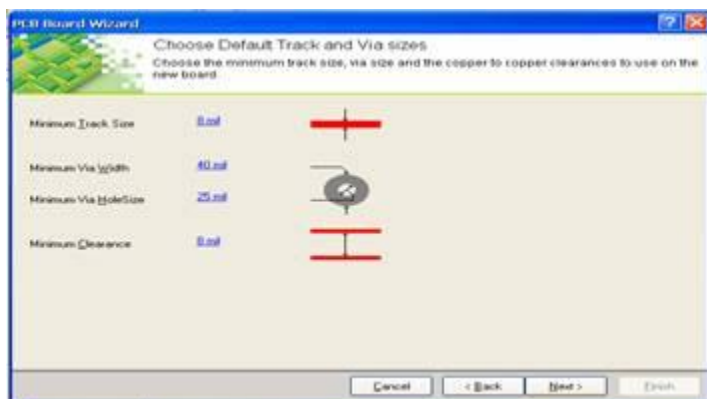 PCB Board Wizard
Choose Default Track and Via sizes
Choose the minimum track size, via size and the copper to copper clearances to use on the
new board.
Minimum Track Size 8 mil
Minimum Via Width 40 mil
Minimum Via HoleSize 25 mil
Minimum Clearance 8 mil
Cancel < Back Next > Finish